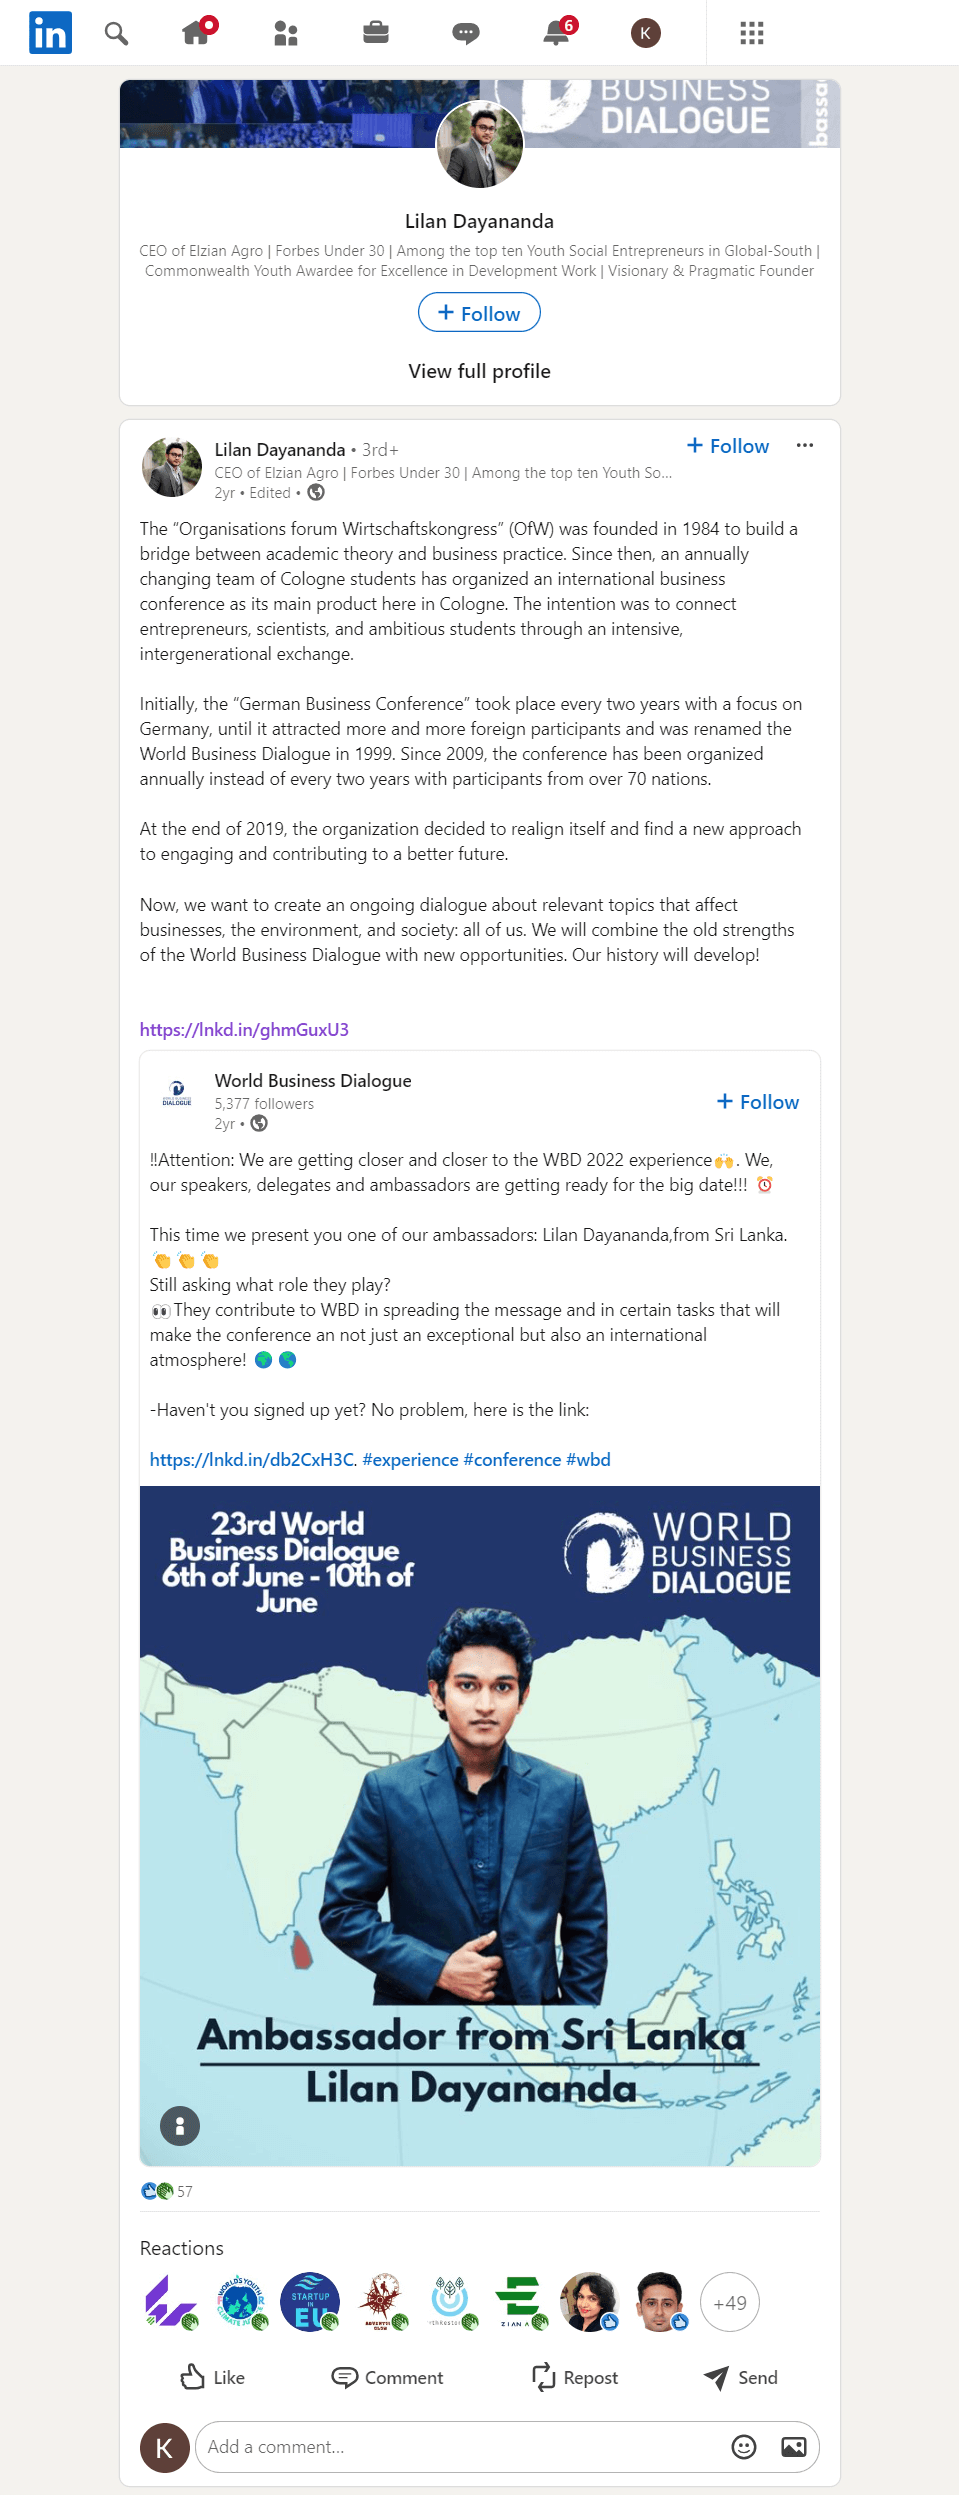 in
6
K
BUSINESS
DIALOGUE
bassa
Lilan Dayananda
CEO of Elzian Agro | Forbes Under 30 | Among the top ten Youth Social Entrepreneurs in Global-South |
Commonwealth Youth Awardee for Excellence in Development Work | Visionary & Pragmatic Founder
+ Follow
View full profile
Lilan Dayananda • 3rd+
+ Follow
CEO of Elzian Agro | Forbes Under 30 | Among the top ten Youth So...
2yr • Edited •
The “Organisations forum Wirtschaftskongress” (OfW) was founded in 1984 to build a
bridge between academic theory and business practice. Since then, an annually
changing team of Cologne students has organized an international business
conference as its main product here in Cologne. The intention was to connect
entrepreneurs, scientists, and ambitious students through an intensive,
intergenerational exchange.
Initially, the “German Business Conference” took place every two years with a focus on
Germany, until it attracted more and more foreign participants and was renamed the
World Business Dialogue in 1999. Since 2009, the conference has been organized
annually instead of every two years with participants from over 70 nations.
At the end of 2019, the organization decided to realign itself and find a new approach
to engaging and contributing to a better future.
Now, we want to create an ongoing dialogue about relevant topics that affect
businesses, the environment, and society: all of us. We will combine the old strengths
of the World Business Dialogue with new opportunities. Our history will develop!
https://lnkd.in/ghmGuxU3
World Business Dialogue
5,377 followers
2yr •
+ Follow
‼Attention: We are getting closer and closer to the WBD 2022 experience🙌. We,
our speakers, delegates and ambassadors are getting ready for the big date!!! ⏰
This time we present you one of our ambassadors: Lilan Dayananda,from Sri Lanka.
👏👏👏
Still asking what role they play?
👀They contribute to WBD in spreading the message and in certain tasks that will
make the conference an not just an exceptional but also an international
atmosphere! 🌍🌎
-Haven't you signed up yet? No problem, here is the link:
https://lnkd.in/db2CxH3C. #experience #conference #wbd
23rd World
Business Dialogue
6th of June - 10th of
June
WORLD
BUSINESS
DIALOGUE
Ambassador from Sri Lanka
Lilan Dayananda
57
Reactions
STARTUP
IN
EU
+49
Like
Comment
Repost
Send
K
Add a comment...